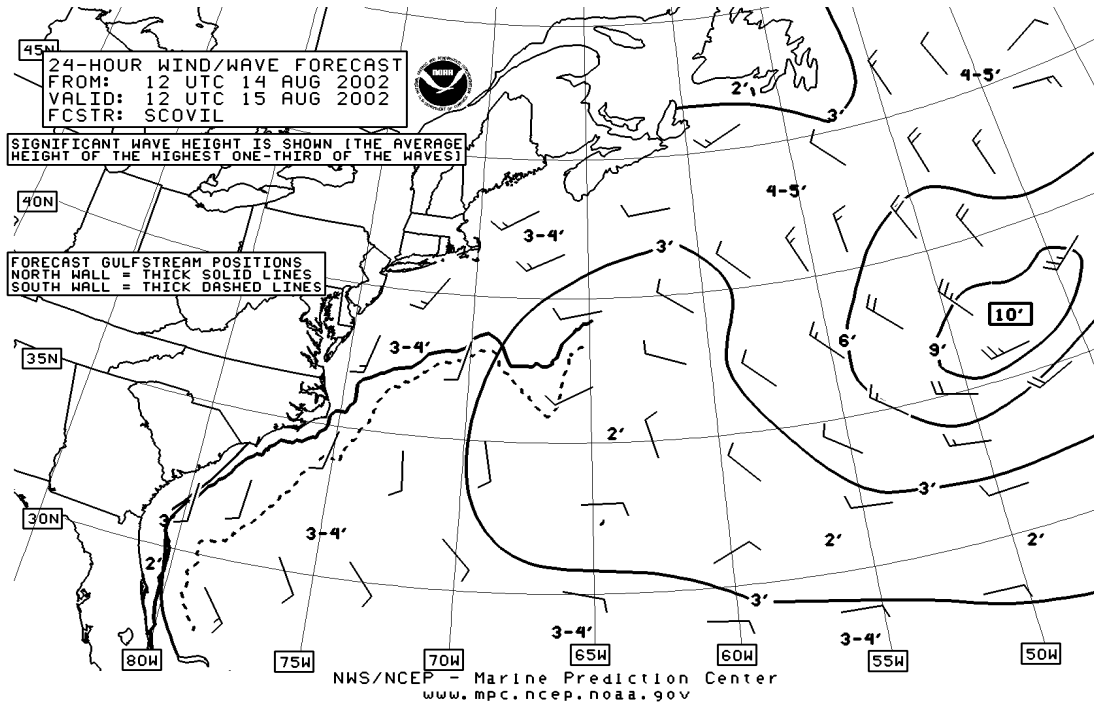 45N
24-HOUR WIND/WAVE FORECAST
FROM: 12 UTC 14 AUG 2002
VALID: 12 UTC 15 AUG 2002
FCSTR: SCOVIL
NOAA
SIGNIFICANT WAVE HEIGHT IS SHOWN (THE AVERAGE
HEIGHT OF THE HIGHEST ONE-THIRD OF THE WAVES)
4-5'
2'
3'
40N
4-5'
3-4'
3'
FORECAST GULFSTREAM POSITIONS
NORTH WALL = THICK SOLID LINES
SOUTH WALL = THICK DASHED LINES
10'
6'
9'
35N
3-4'
2'
3'
30N
3
3-4'
2'
2'
2'
3'
3-4'
3-4'
80W
75W
70W
65W
60W
55W
50W
NWS/NCEP - Marine Prediction Center
www.mpc.ncep.noaa.gov